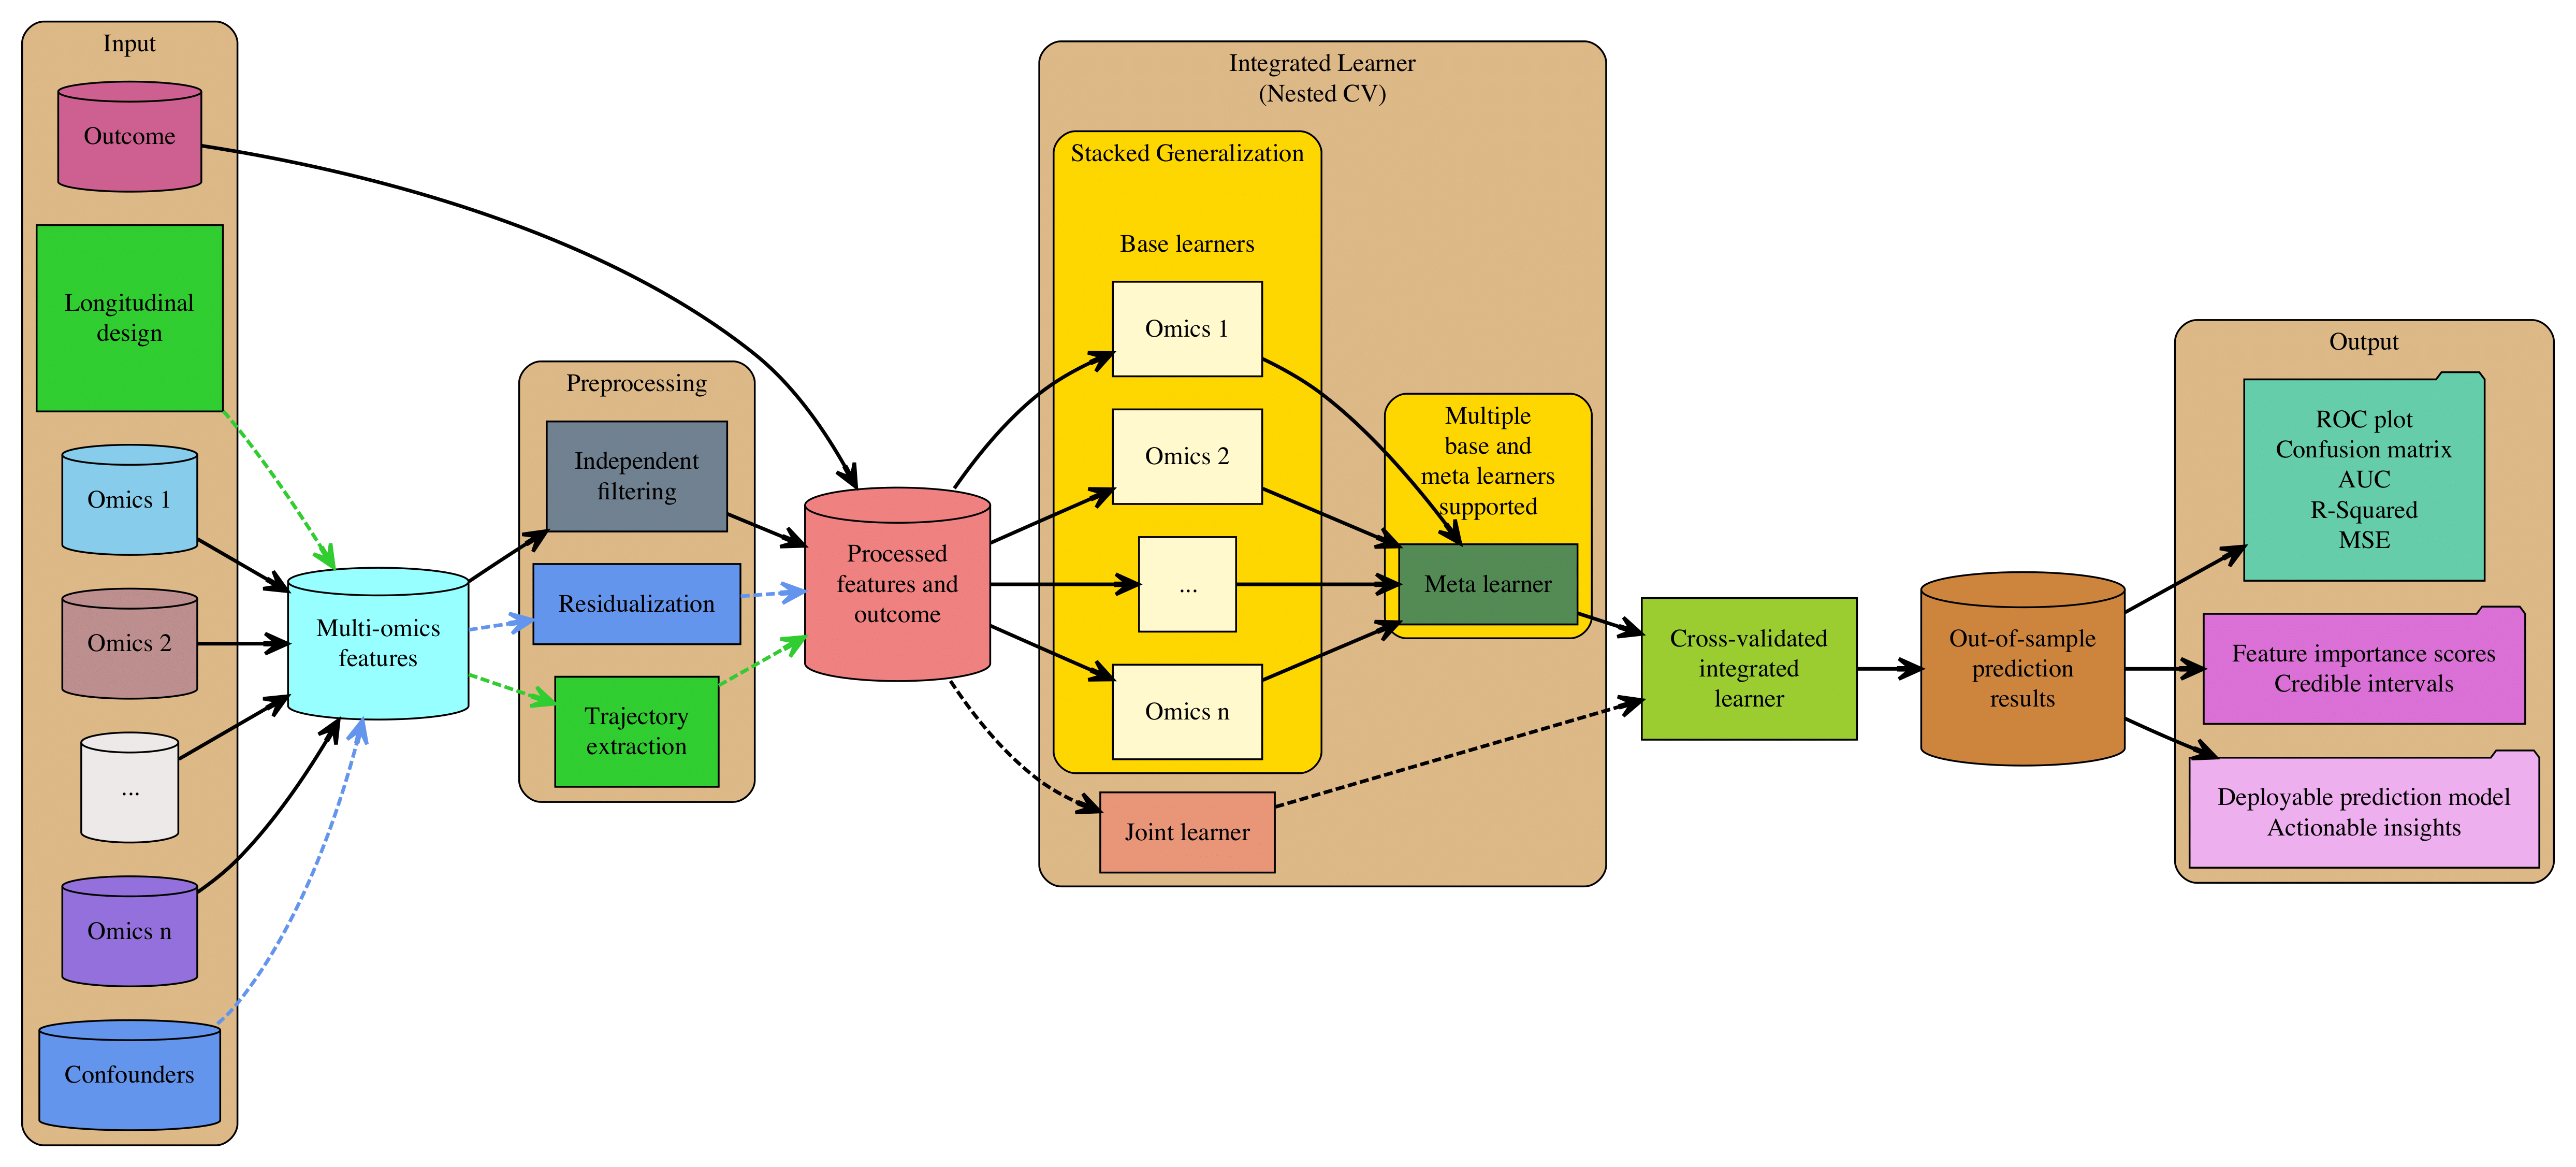 Input
Outcome
Longitudinal
design
Omics 1
Omics 2
...
Omics n
Confounders
Multi-omics
features
Preprocessing
Independent
filtering
Residualization
Trajectory
extraction
Processed
features and
outcome
Integrated Learner
(Nested CV)
Stacked Generalization
Base learners
Omics 1
Omics 2
...
Omics n
Joint learner
Multiple
base and
meta learners
supported
Meta learner
Cross-validated
integrated
learner
Out-of-sample
prediction
results
Output
ROC plot
Confusion matrix
AUC
R-Squared
MSE
Feature importance scores
Credible intervals
Deployable prediction model
Actionable insights